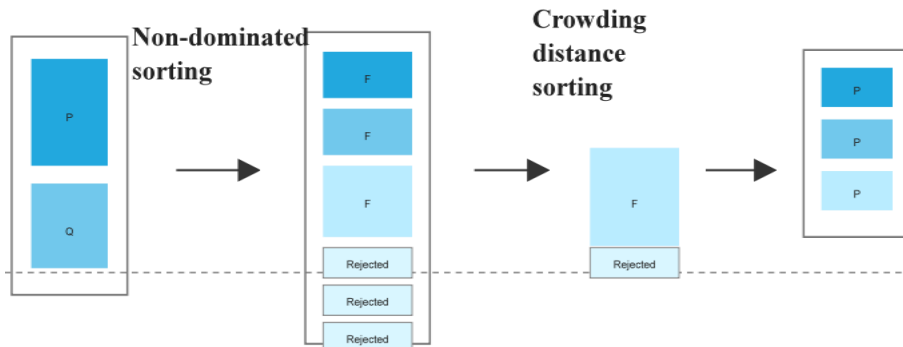 Non-dominated
sorting
Crowding
distance
sorting
P
Q
F
F
F
Rejected
Rejected
Rejected
F
Rejected
P
P
P